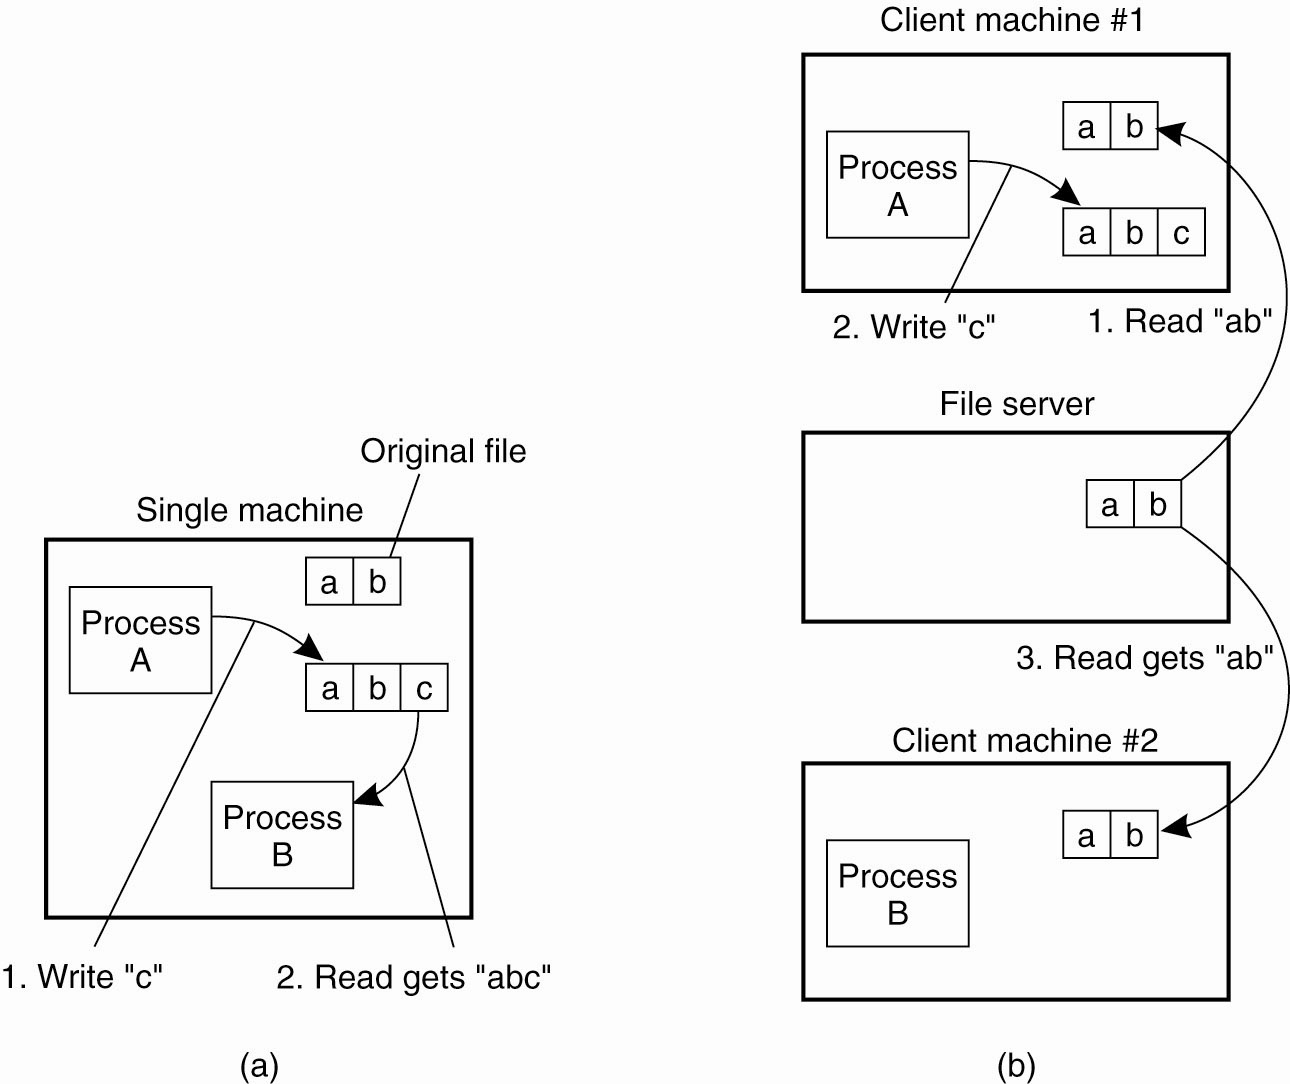 Original file
Single machine
a b
Process
A
a b c
Process
B
1. Write "c"
2. Read gets "abc"
(a)
Client machine #1
a b
Process
A
a b c
2. Write "c"
1. Read "ab"
File server
a b
3. Read gets "ab"
Client machine #2
a b
Process
B
(b)